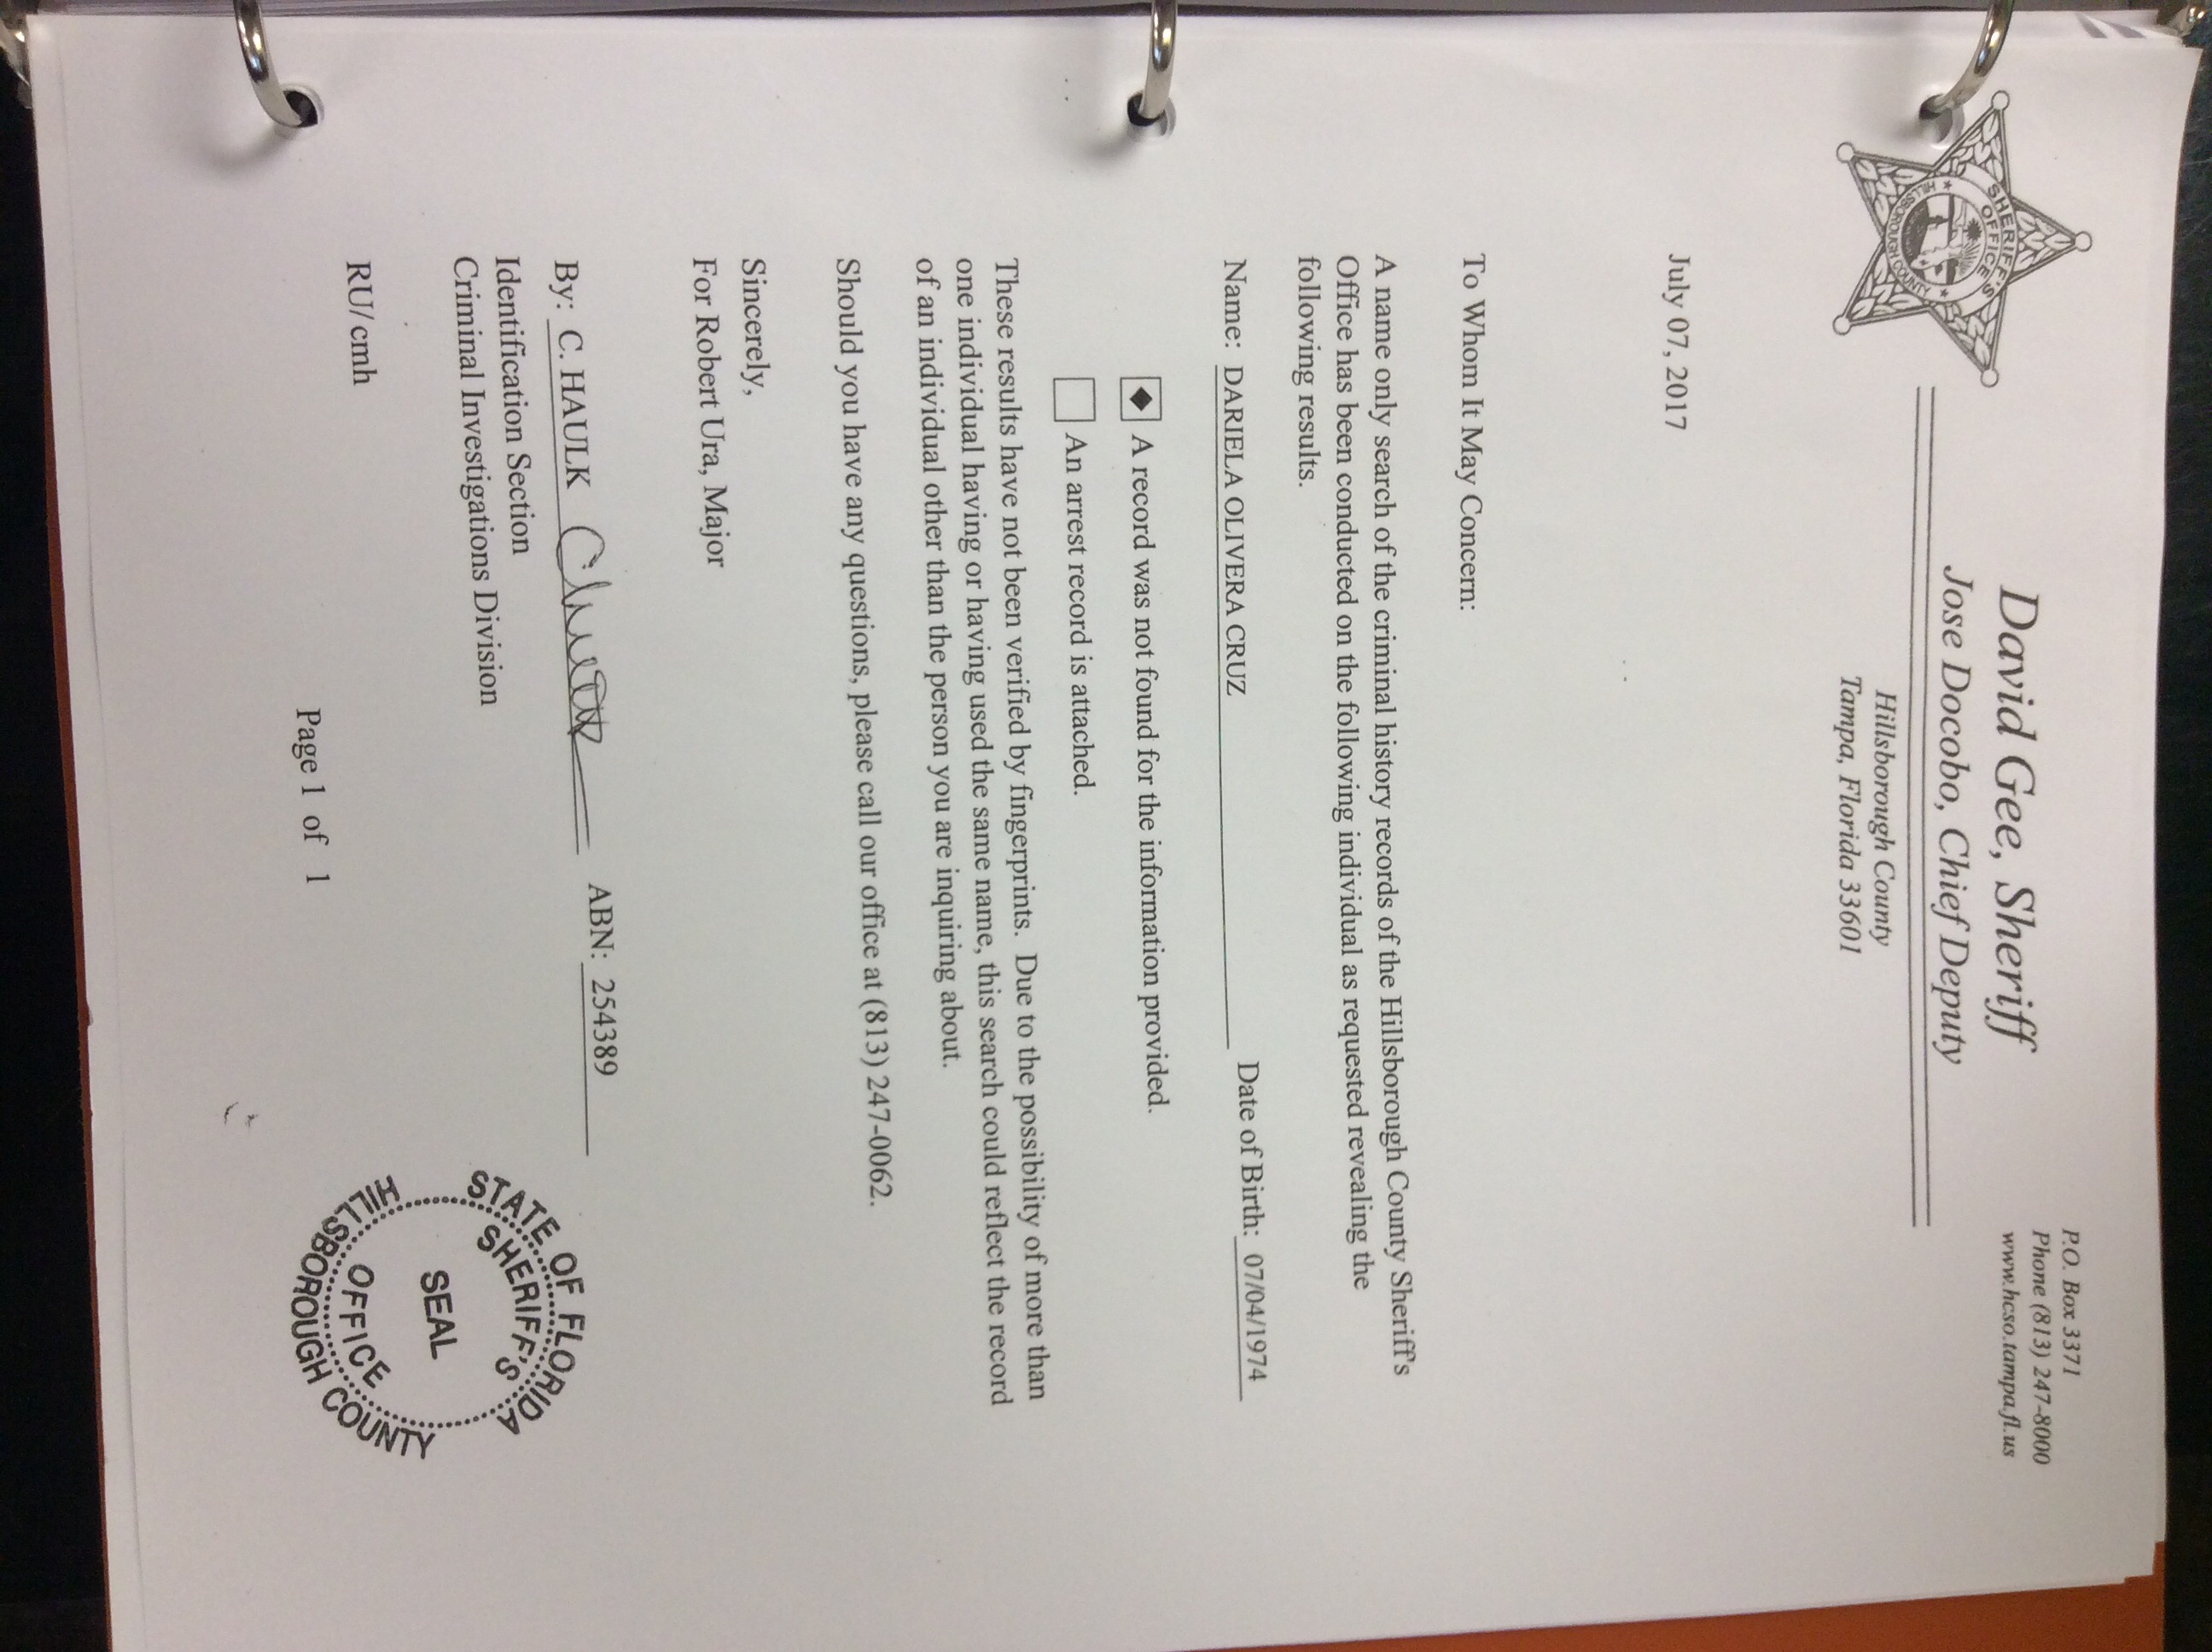 SHERIFF'S
OFFICE
HILLSBOROUGH COUNTY
David Gee, Sheriff
Jose Docobo, Chief Deputy
Hillsborough County
Tampa, Florida 33601
P.O. Box 3371
Phone (813) 247-8000
www.hcso.tampa.fl.us
July 07, 2017
To Whom It May Concern:
A name only search of the criminal history records of the Hillsborough County Sheriff's
Office has been conducted on the following individual as requested revealing the
following results.
Name: DARIELA OLIVERA CRUZ Date of Birth: 07/04/1974
A record was not found for the information provided.
An arrest record is attached.
These results have not been verified by fingerprints. Due to the possibility of more than
one individual having or having used the same name, this search could reflect the record
of an individual other than the person you are inquiring about.
Should you have any questions, please call our office at (813) 247-0062.
Sincerely,
For Robert Ura, Major
By: C. HAULK ABN: 254389
Identification Section
Criminal Investigations Division
STATE OF FLORIDA
SHERIFF'S
SEAL
OFFICE
HILLSBOROUGH COUNTY
RU/cmh
Page 1 of 1